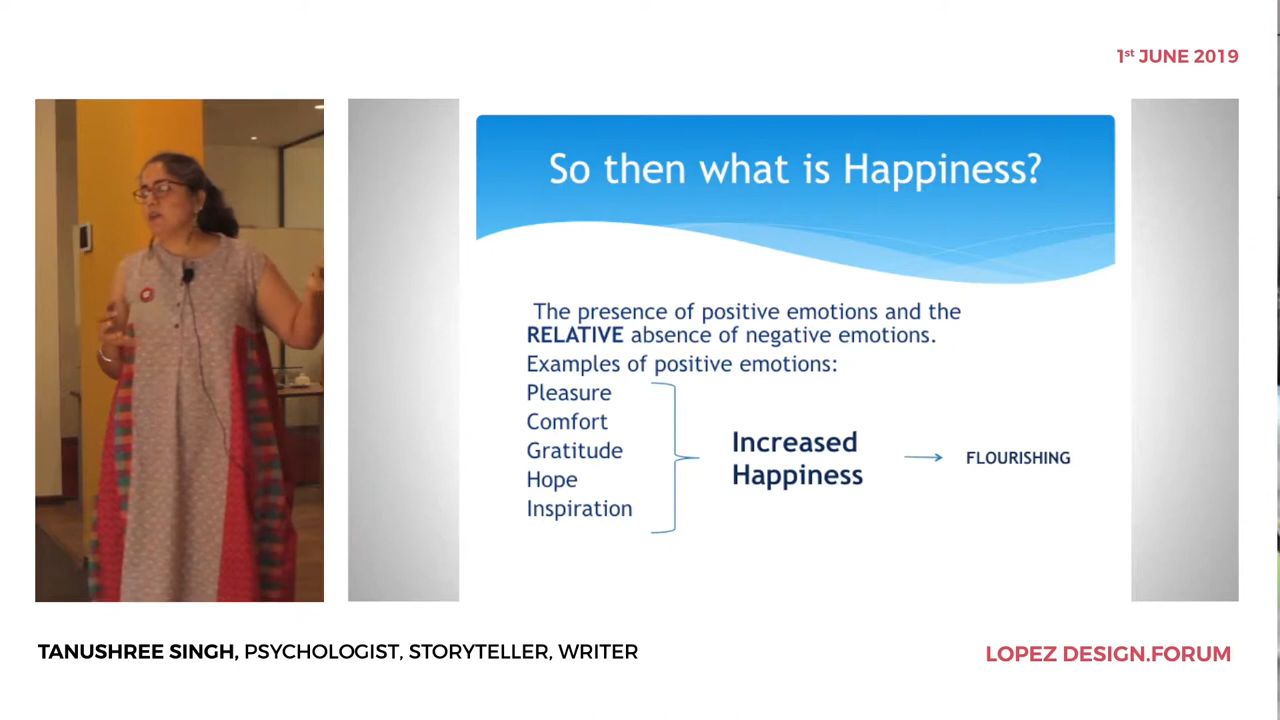 1st JUNE 2019
So then what is Happiness?
The presence of positive emotions and the
RELATIVE absence of negative emotions.
Examples of positive emotions:
Pleasure
Comfort
Gratitude
Hope
Inspiration
Increased
Happiness
FLOURISHING
TANUSHREE SINGH, PSYCHOLOGIST, STORYTELLER, WRITER
LOPEZ DESIGN.FORUM